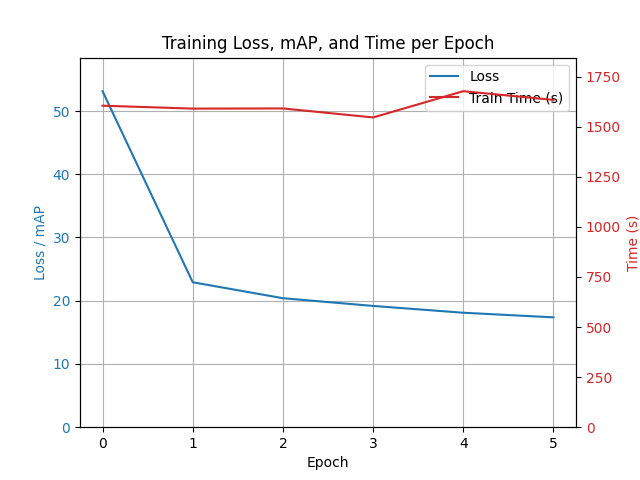 Training Loss, mAP, and Time per Epoch
Loss
Train Time (s)
Loss / mAP
50
40
30
20
10
0
1750
1500
1250
1000
750
500
250
0
Time (s)
0 1 2 3 4 5
Epoch